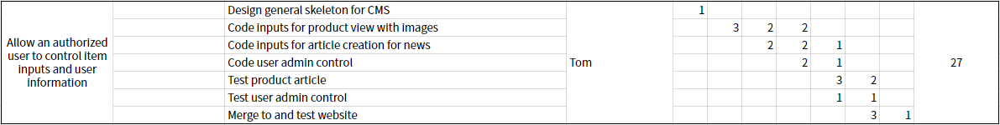 Design general skeleton for CMS 1
Code inputs for product view with images 3 2 2
Code inputs for article creation for news 2 2 1
Allow an authorized
user to control item
inputs and user
information
Code user admin control 2 1
Tom
27
Test product article 3 2
Test user admin control 1 1
Merge to and test website 3 1